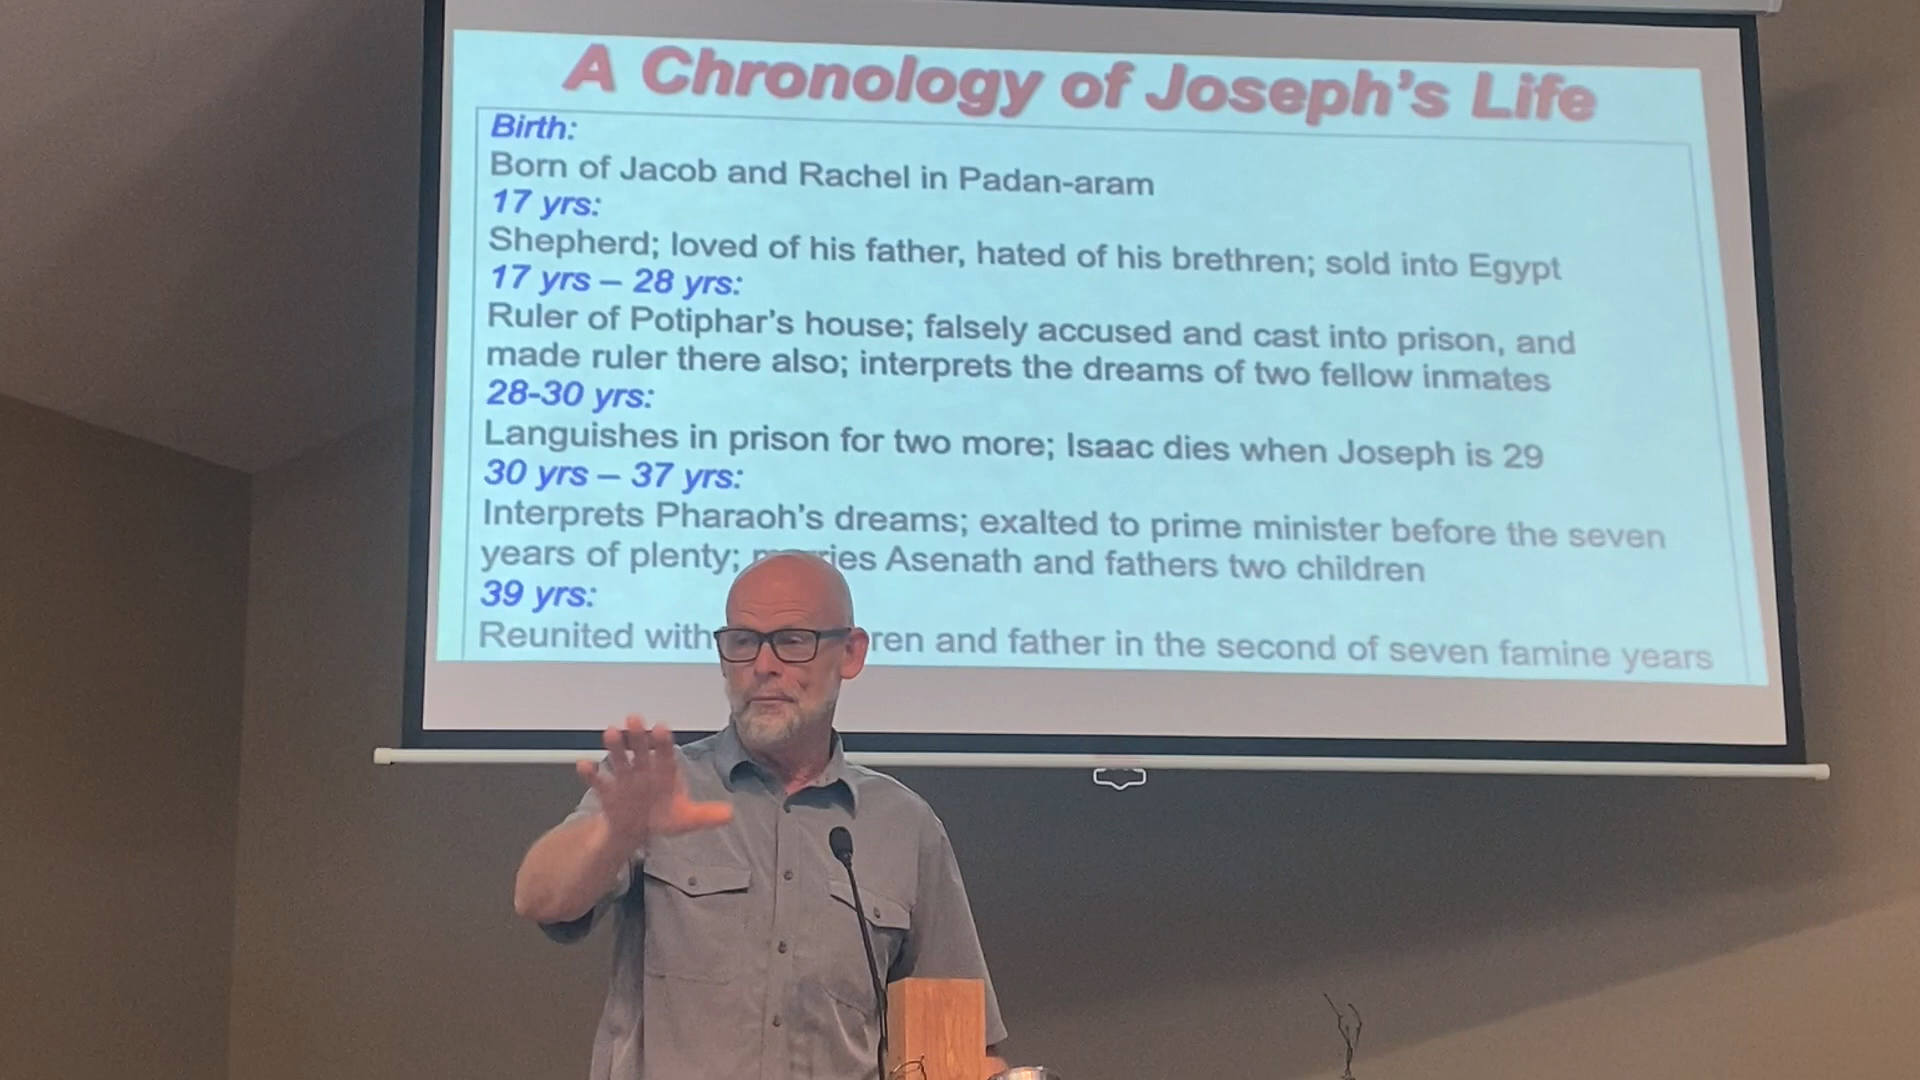 A Chronology of Joseph's Life
Birth:
Born of Jacob and Rachel in Padan-aram
17 yrs:
Shepherd; loved of his father, hated of his brethren; sold into Egypt
17 yrs – 28 yrs:
Ruler of Potiphar's house; falsely accused and cast into prison, and
made ruler there also; interprets the dreams of two fellow inmates
28-30 yrs:
Languishes in prison for two more; Isaac dies when Joseph is 29
30 yrs – 37 yrs:
Interprets Pharaoh's dreams; exalted to prime minister before the seven
years of plenty; Asenath and fathers two children
39 yrs:
Reunited with and father in the second of seven famine years